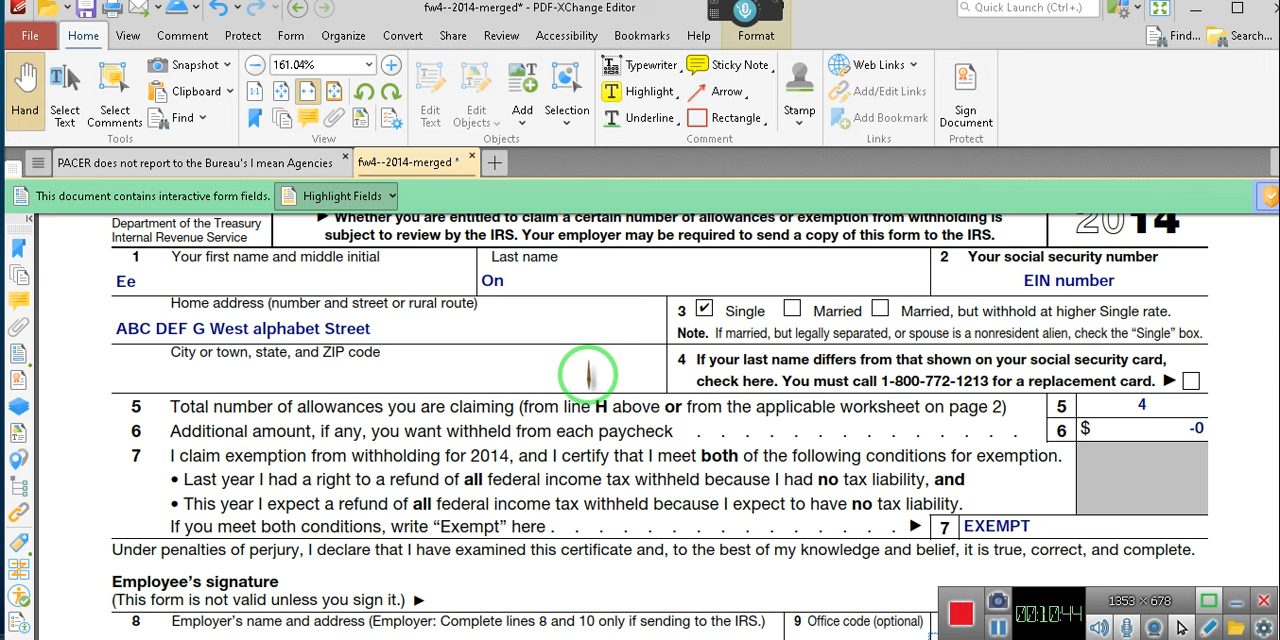 fw4--2014-merged* - PDF-XChange Editor
Quick Launch (Ctrl+.)
File Home View Comment Protect Form Organize Convert Share Review Accessibility Bookmarks Help Format Find... Search...
161.04%
Hand
Select Text
Select Comments
Snapshot
Clipboard
Find
Tools
View
Edit Text
Edit Objects
Add
Selection
Objects
Typewriter
Highlight
Underline
Sticky Note
Arrow
Rectangle
Comment
Stamp
Web Links
Add/Edit Links
Add Bookmark
Links
Sign Document
Protect
PACER does not report to the Bureau's I mean Agencies
fw4--2014-merged *
This document contains interactive form fields. Highlight Fields
Department of the Treasury
Internal Revenue Service
▶ Whether you are entitled to claim a certain number of allowances or exemption from withholding is
subject to review by the IRS. Your employer may be required to send a copy of this form to the IRS.
2014
1 Your first name and middle initial
Ee
Last name
On
2 Your social security number
EIN number
Home address (number and street or rural route)
ABC DEF G West alphabet Street
3 Single Married Married, but withhold at higher Single rate.
Note. If married, but legally separated, or spouse is a nonresident alien, check the “Single” box.
City or town, state, and ZIP code
4 If your last name differs from that shown on your social security card,
check here. You must call 1-800-772-1213 for a replacement card. ▶
5 Total number of allowances you are claiming (from line H above or from the applicable worksheet on page 2) 5 4
6 Additional amount, if any, you want withheld from each paycheck . . . . . . . . . . . . . . 6 $ -0
7 I claim exemption from withholding for 2014, and I certify that I meet both of the following conditions for exemption.
• Last year I had a right to a refund of all federal income tax withheld because I had no tax liability, and
• This year I expect a refund of all federal income tax withheld because I expect to have no tax liability.
If you meet both conditions, write “Exempt” here . . . . . . . . . . . . . . . ▶ 7 EXEMPT
Under penalties of perjury, I declare that I have examined this certificate and, to the best of my knowledge and belief, it is true, correct, and complete.
Employee’s signature
(This form is not valid unless you sign it.) ▶
8 Employer’s name and address (Employer: Complete lines 8 and 10 only if sending to the IRS.)
9 Office code (optional)
00:10:44
1353 × 678